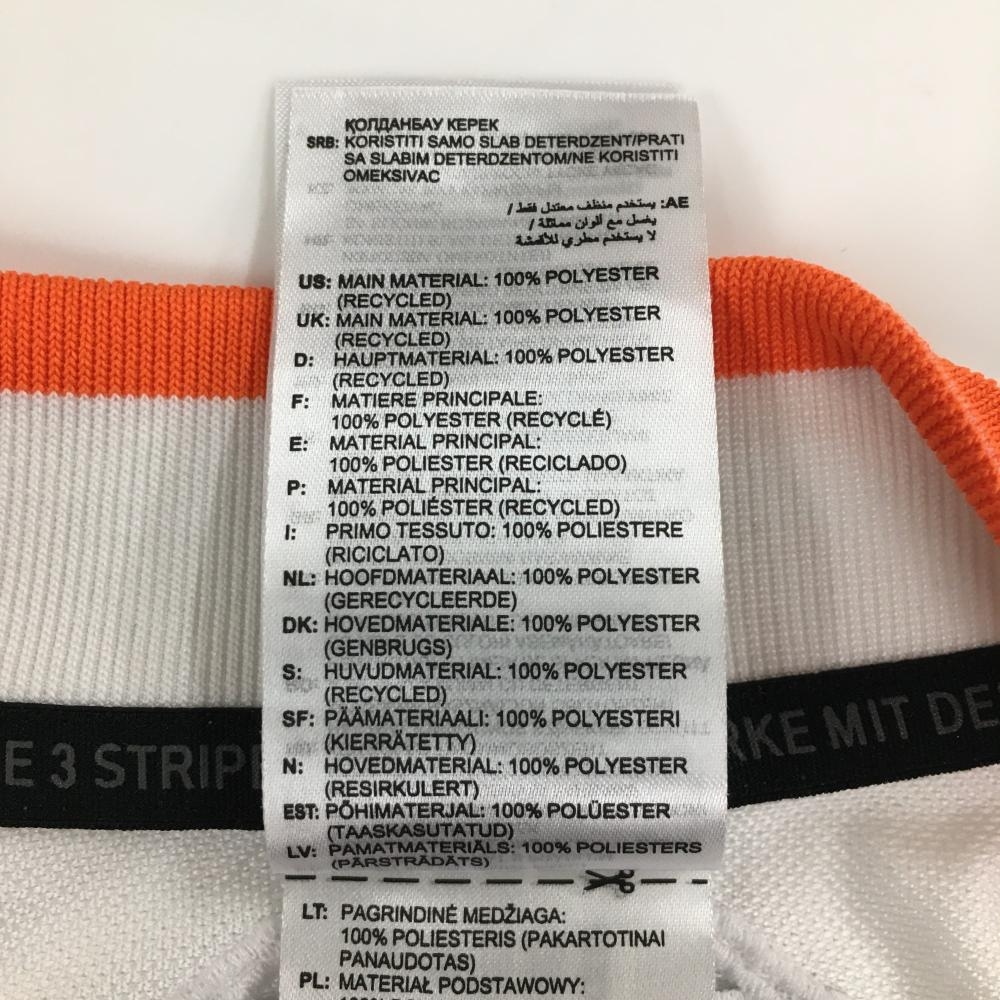 ҚОЛДАНБАУ КЕРЕК
SRB: KORISTITI SAMO SLAB DETERDZENT/PRATI
SA SLABIM DETERDZENTOM/NE KORISTITI
OMEKSIVAC
AE: يستخدم منظف معتدل فقط /
يغسل مع ألوان مماثلة /
لا يستخدم مطري للأقمشة
US: MAIN MATERIAL: 100% POLYESTER
(RECYCLED)
UK: MAIN MATERIAL: 100% POLYESTER
(RECYCLED)
D: HAUPTMATERIAL: 100% POLYESTER
(RECYCLED)
F: MATIERE PRINCIPALE:
100% POLYESTER (RECYCLÉ)
E: MATERIAL PRINCIPAL:
100% POLIESTER (RECICLADO)
P: MATERIAL PRINCIPAL:
100% POLIÉSTER (RECYCLED)
I: PRIMO TESSUTO: 100% POLIESTERE
(RICICLATO)
NL: HOOFDMATERIAAL: 100% POLYESTER
(GERECYCLEERDE)
DK: HOVEDMATERIALE: 100% POLYESTER
(GENBRUGS)
S: HUVUDMATERIAL: 100% POLYESTER
(RECYCLED)
SF: PÄÄMATERIAALI: 100% POLYESTERI
(KIERRÄTETTY)
N: HOVEDMATERIAL: 100% POLYESTER
(RESIRKULERT)
EST: PÕHIMATERJAL: 100% POLÜESTER
(TAASKASUTATUD)
LV: PAMATMATERIĀLS: 100% POLIESTERS
(PĀRSTRĀDĀTS)
LT: PAGRINDINĖ MEDŽIAGA:
100% POLIESTERIS (PAKARTOTINAI
PANAUDOTAS)
PL: MATERIAŁ PODSTAWOWY:
E 3 STRIPE
RKE MIT DE